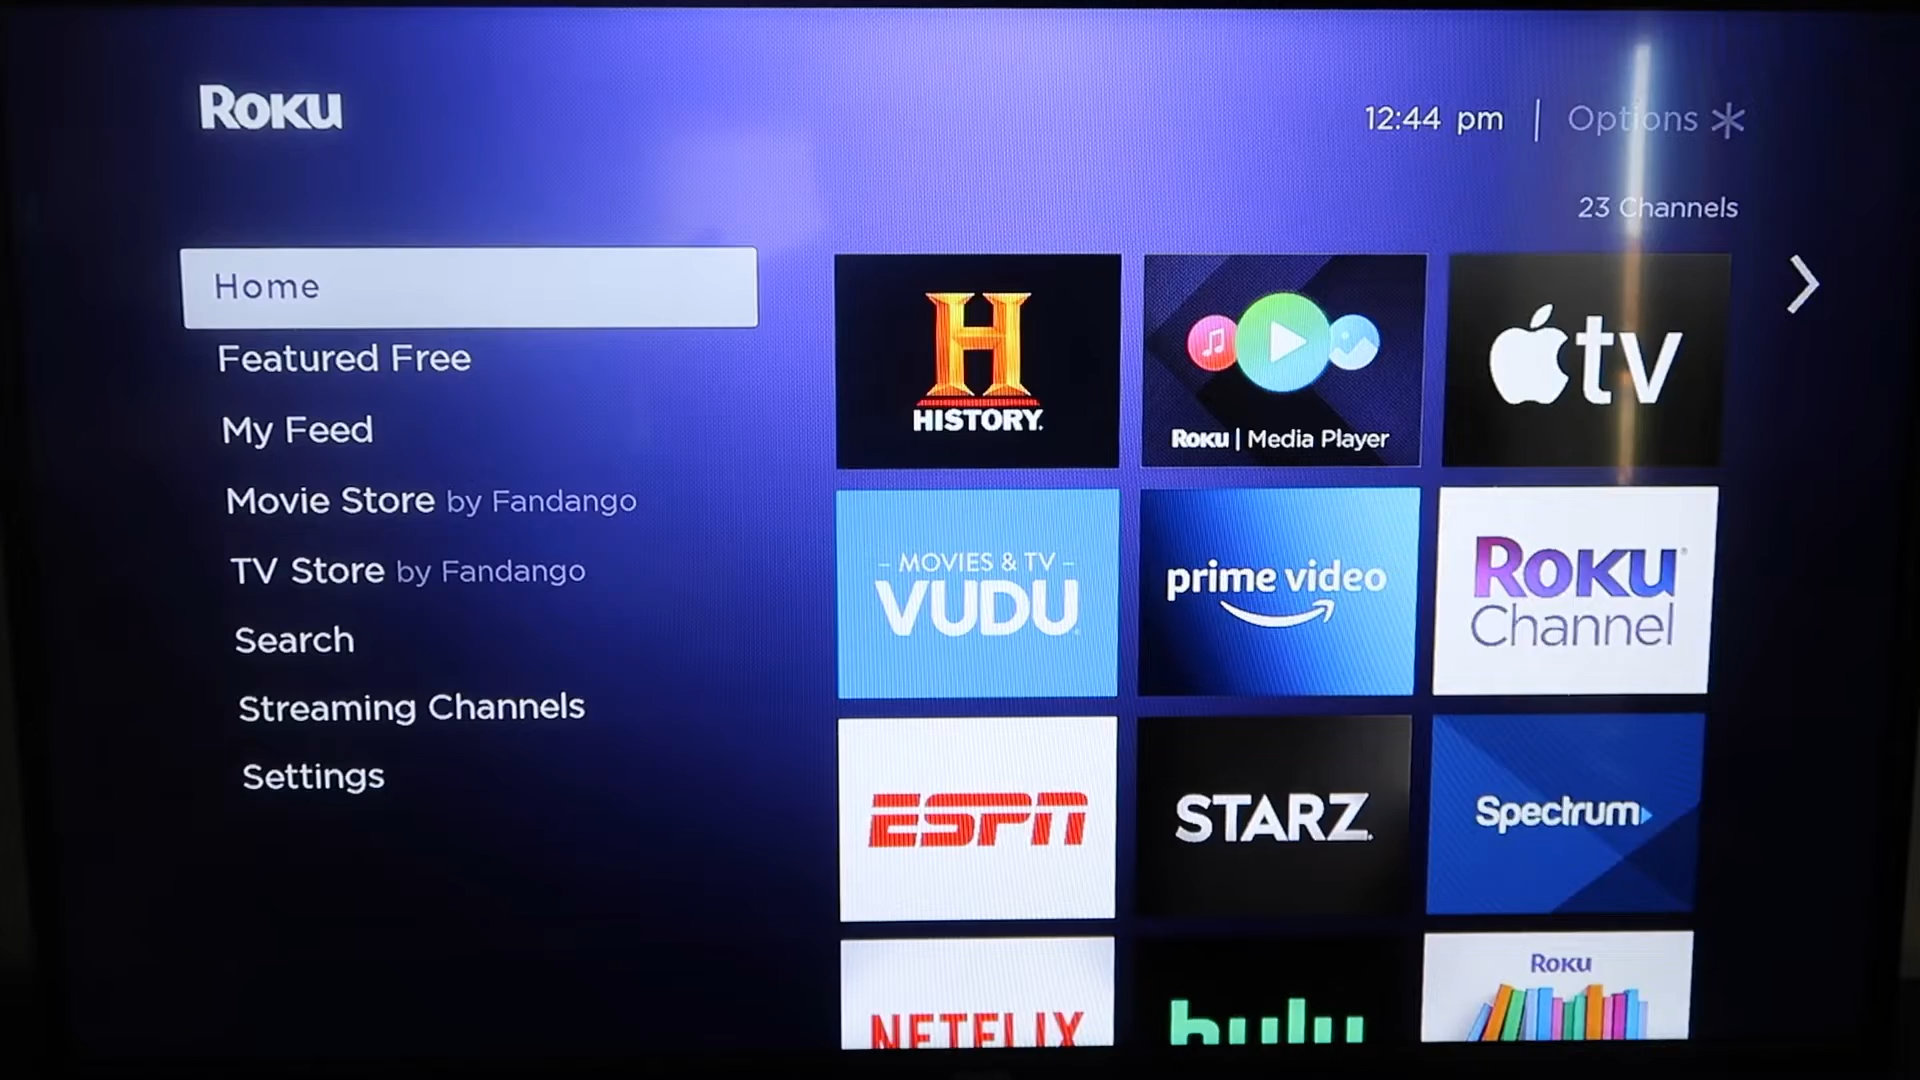 Roku
12:44 pm | Options *
23 Channels
Home
Featured Free
My Feed
Movie Store by Fandango
TV Store by Fandango
Search
Streaming Channels
Settings
H
HISTORY.
Roku | Media Player
tv
- MOVIES & TV -
VUDU
prime video
Roku
Channel
ESPN
STARZ
Spectrum
NETFLIX
hulu
Roku